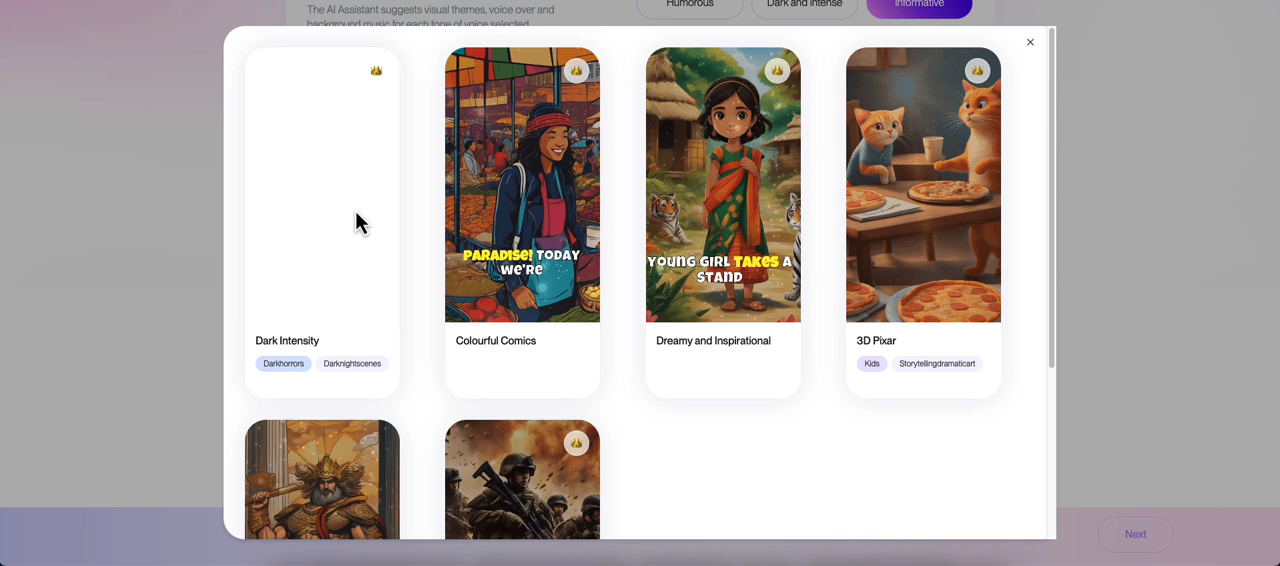 The AI Assistant suggests visual themes, voice over and
background music for each tone of voice selected.
Humorous
Dark and intense
Informative
PARADISE! TODAY
WE'RE
YOUNG GIRL TAKES A
STAND
Dark Intensity
Darkhorrors
Darknightscenes
Colourful Comics
Dreamy and Inspirational
3D Pixar
Kids
Storytellingdramaticart
Next